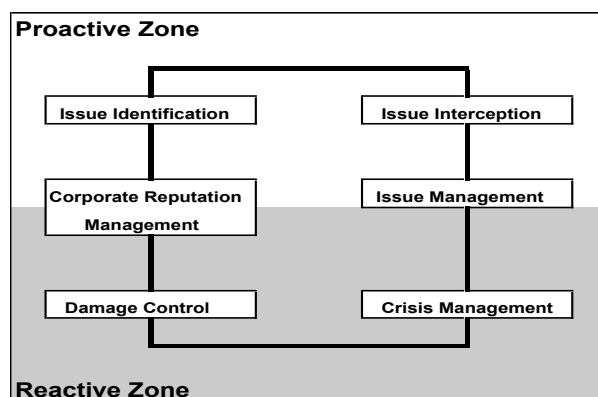 Proactive Zone
Issue Identification
Issue Interception
Corporate Reputation
Management
Issue Management
Damage Control
Crisis Management
Reactive Zone